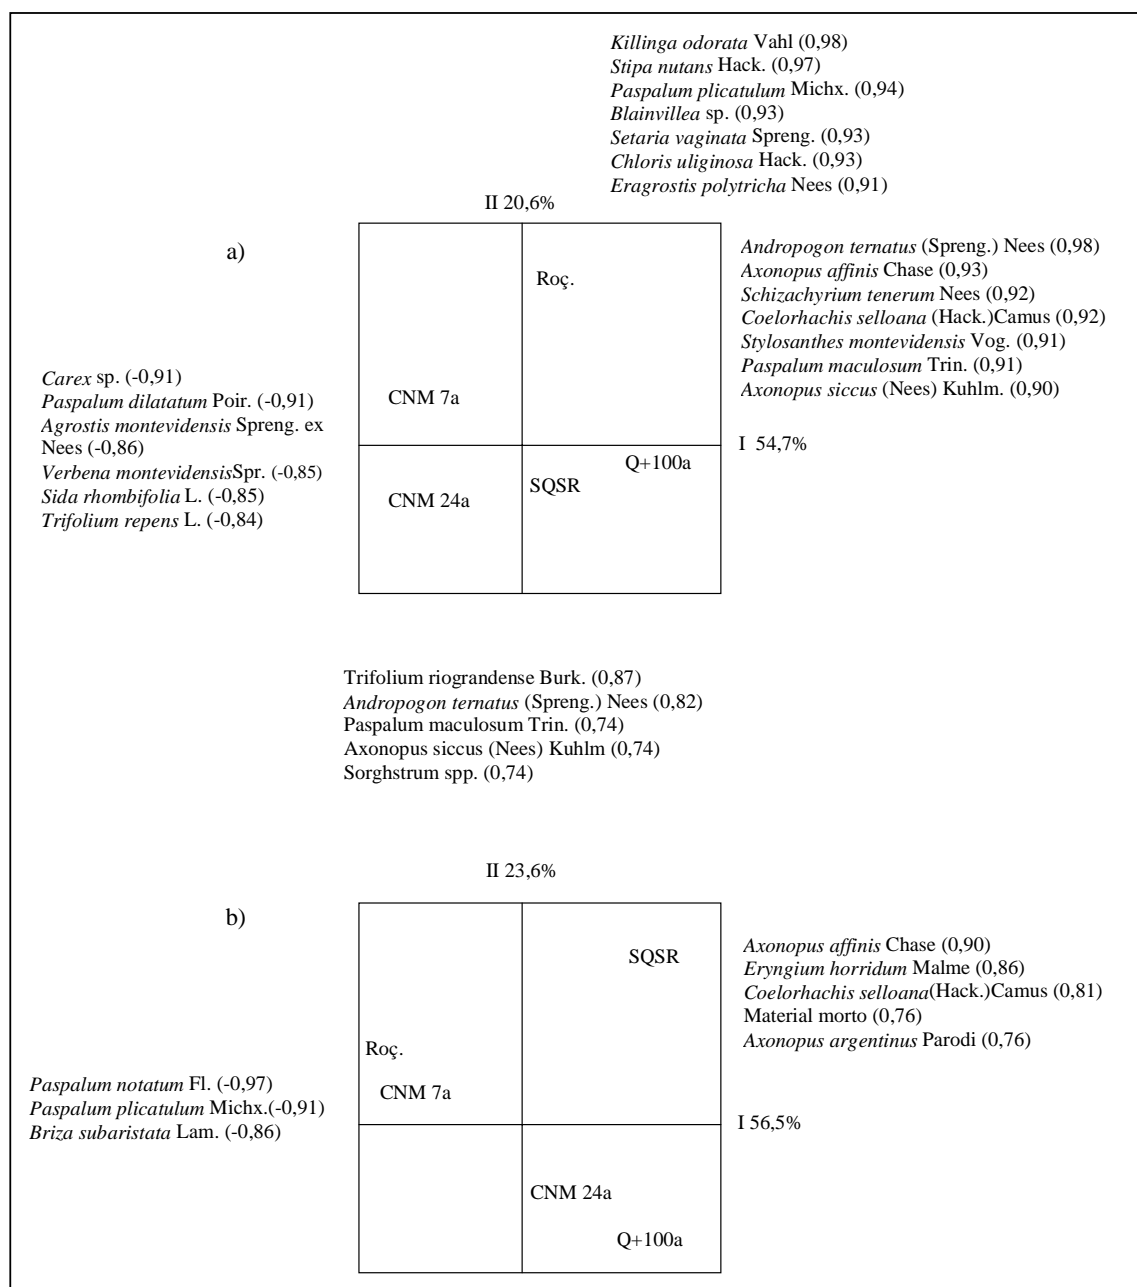 Killinga odorata Vahl (0,98)
Stipa nutans Hack. (0,97)
Paspalum plicatulum Michx. (0,94)
Blainvillea sp. (0,93)
Setaria vaginata Spreng. (0,93)
Chloris uliginosa Hack. (0,93)
Eragrostis polytricha Nees (0,91)
II 20,6%
a)
Roç.
CNM 7a
Q+100a
SQSR
CNM 24a
Andropogon ternatus (Spreng.) Nees (0,98)
Axonopus affinis Chase (0,93)
Schizachyrium tenerum Nees (0,92)
Coelorhachis selloana (Hack.)Camus (0,92)
Stylosanthes montevidensis Vog. (0,91)
Paspalum maculosum Trin. (0,91)
Axonopus siccus (Nees) Kuhlm. (0,90)
I 54,7%
Carex sp. (-0,91)
Paspalum dilatatum Poir. (-0,91)
Agrostis montevidensis Spreng. ex
Nees (-0,86)
Verbena montevidensisSpr. (-0,85)
Sida rhombifolia L. (-0,85)
Trifolium repens L. (-0,84)
Trifolium riograndense Burk. (0,87)
Andropogon ternatus (Spreng.) Nees (0,82)
Paspalum maculosum Trin. (0,74)
Axonopus siccus (Nees) Kuhlm (0,74)
Sorghstrum spp. (0,74)
II 23,6%
b)
SQSR
Roç.
CNM 7a
CNM 24a
Q+100a
Axonopus affinis Chase (0,90)
Eryngium horridum Malme (0,86)
Coelorhachis selloana(Hack.)Camus (0,81)
Material morto (0,76)
Axonopus argentinus Parodi (0,76)
I 56,5%
Paspalum notatum Fl. (-0,97)
Paspalum plicatulum Michx.(-0,91)
Briza subaristata Lam. (-0,86)